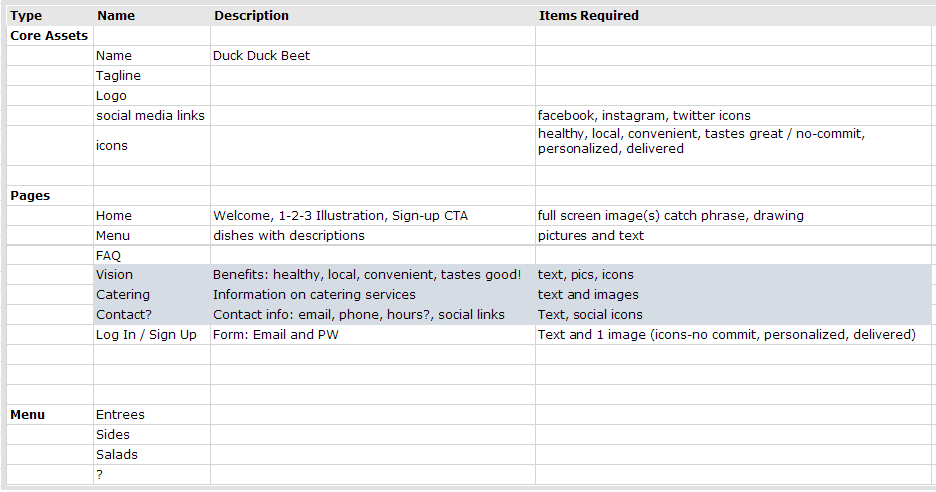 Type Name Description Items Required
Core Assets
Name Duck Duck Beet
Tagline
Logo
social media links facebook, instagram, twitter icons
icons healthy, local, convenient, tastes great / no-commit,
personalized, delivered
Pages
Home Welcome, 1-2-3 Illustration, Sign-up CTA full screen image(s) catch phrase, drawing
Menu dishes with descriptions pictures and text
FAQ
Vision Benefits: healthy, local, convenient, tastes good! text, pics, icons
Catering Information on catering services text and images
Contact? Contact info: email, phone, hours?, social links Text, social icons
Log In / Sign Up Form: Email and PW Text and 1 image (icons-no commit, personalized, delivered)
Menu Entrees
Sides
Salads
?